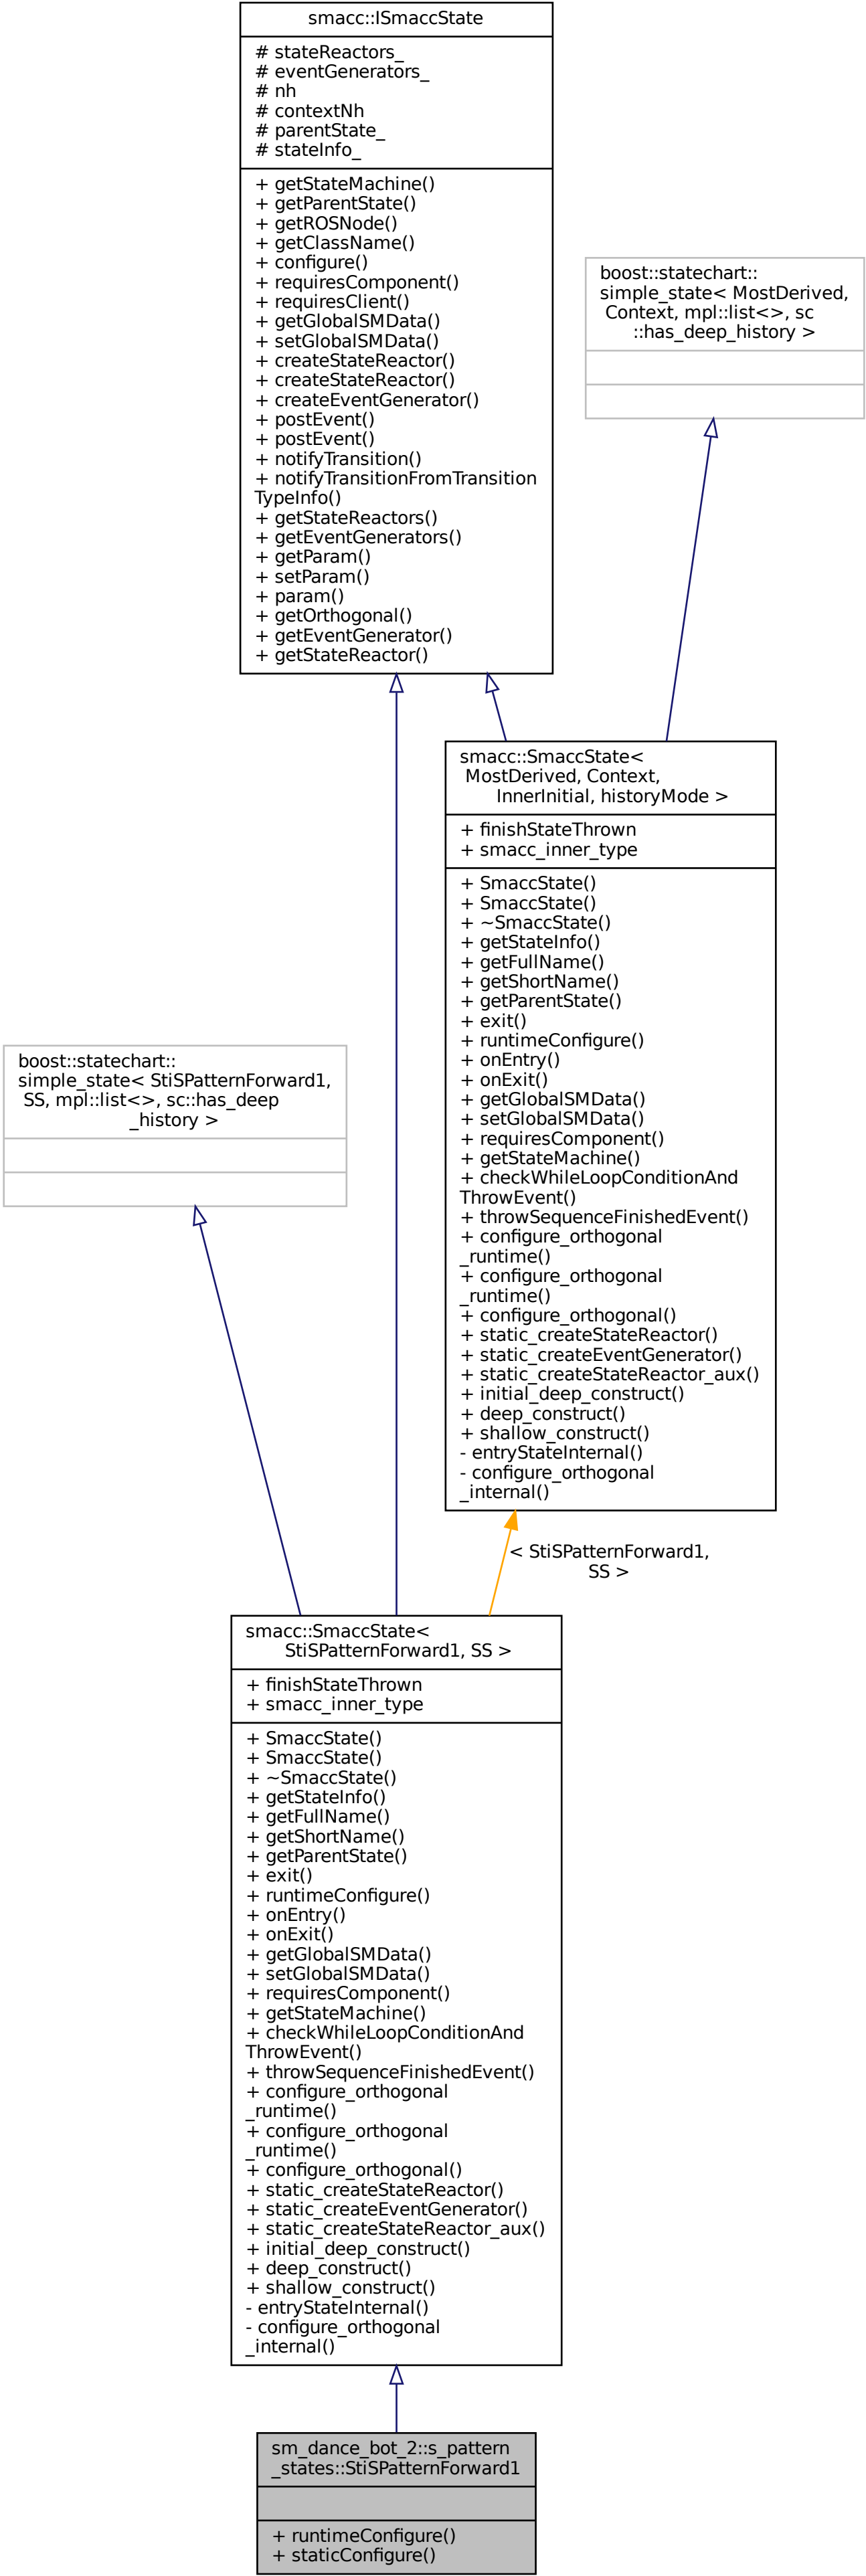 smacc::ISmaccState
# stateReactors_
# eventGenerators_
# nh
# contextNh
# parentState_
# stateInfo_
+ getStateMachine()
+ getParentState()
+ getROSNode()
+ getClassName()
+ configure()
+ requiresComponent()
+ requiresClient()
+ getGlobalSMData()
+ setGlobalSMData()
+ createStateReactor()
+ createStateReactor()
+ createEventGenerator()
+ postEvent()
+ postEvent()
+ notifyTransition()
+ notifyTransitionFromTransition
TypeInfo()
+ getStateReactors()
+ getEventGenerators()
+ getParam()
+ setParam()
+ param()
+ getOrthogonal()
+ getEventGenerator()
+ getStateReactor()
boost::statechart::
simple_state< MostDerived,
Context, mpl::list<>, sc
::has_deep_history >
smacc::SmaccState<
MostDerived, Context,
InnerInitial, historyMode >
+ finishStateThrown
+ smacc_inner_type
+ SmaccState()
+ SmaccState()
+ ~SmaccState()
+ getStateInfo()
+ getFullName()
+ getShortName()
+ getParentState()
+ exit()
+ runtimeConfigure()
+ onEntry()
+ onExit()
+ getGlobalSMData()
+ setGlobalSMData()
+ requiresComponent()
+ getStateMachine()
+ checkWhileLoopConditionAnd
ThrowEvent()
+ throwSequenceFinishedEvent()
+ configure_orthogonal
_runtime()
+ configure_orthogonal
_runtime()
+ configure_orthogonal()
+ static_createStateReactor()
+ static_createEventGenerator()
+ static_createStateReactor_aux()
+ initial_deep_construct()
+ deep_construct()
+ shallow_construct()
- entryStateInternal()
- configure_orthogonal
_internal()
boost::statechart::
simple_state< StiSPatternForward1,
SS, mpl::list<>, sc::has_deep
_history >
< StiSPatternForward1,
SS >
smacc::SmaccState<
StiSPatternForward1, SS >
+ finishStateThrown
+ smacc_inner_type
+ SmaccState()
+ SmaccState()
+ ~SmaccState()
+ getStateInfo()
+ getFullName()
+ getShortName()
+ getParentState()
+ exit()
+ runtimeConfigure()
+ onEntry()
+ onExit()
+ getGlobalSMData()
+ setGlobalSMData()
+ requiresComponent()
+ getStateMachine()
+ checkWhileLoopConditionAnd
ThrowEvent()
+ throwSequenceFinishedEvent()
+ configure_orthogonal
_runtime()
+ configure_orthogonal
_runtime()
+ configure_orthogonal()
+ static_createStateReactor()
+ static_createEventGenerator()
+ static_createStateReactor_aux()
+ initial_deep_construct()
+ deep_construct()
+ shallow_construct()
- entryStateInternal()
- configure_orthogonal
_internal()
sm_dance_bot_2::s_pattern
_states::StiSPatternForward1
+ runtimeConfigure()
+ staticConfigure()